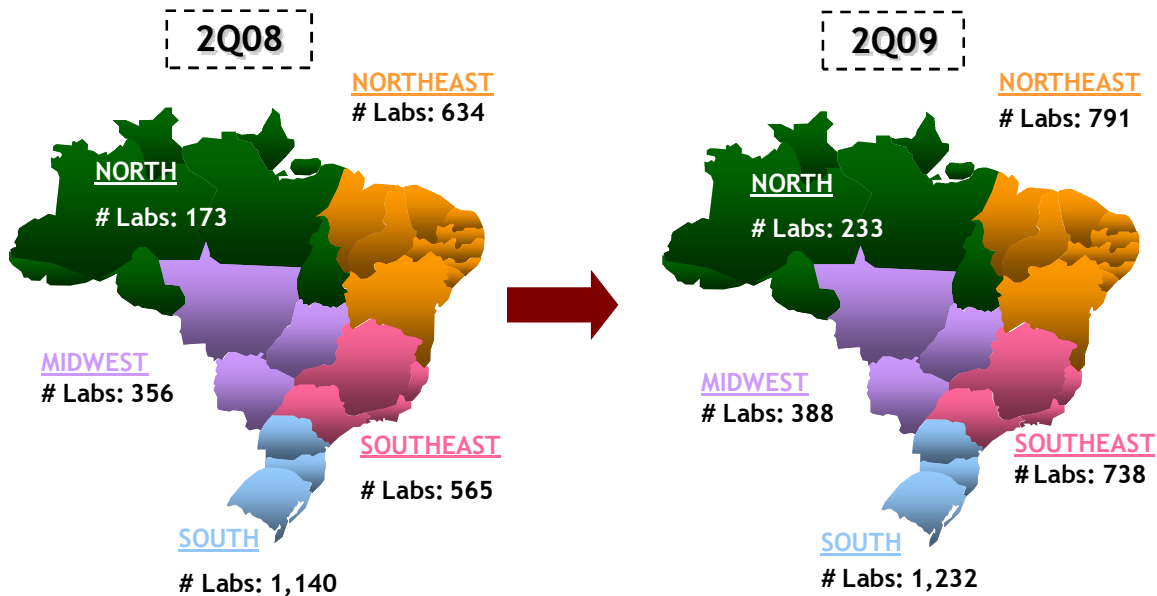 2Q08
NORTHEAST
# Labs: 634
NORTH
# Labs: 173
MIDWEST
# Labs: 356
SOUTHEAST
# Labs: 565
SOUTH
# Labs: 1,140
2Q09
NORTHEAST
# Labs: 791
NORTH
# Labs: 233
MIDWEST
# Labs: 388
SOUTHEAST
# Labs: 738
SOUTH
# Labs: 1,232